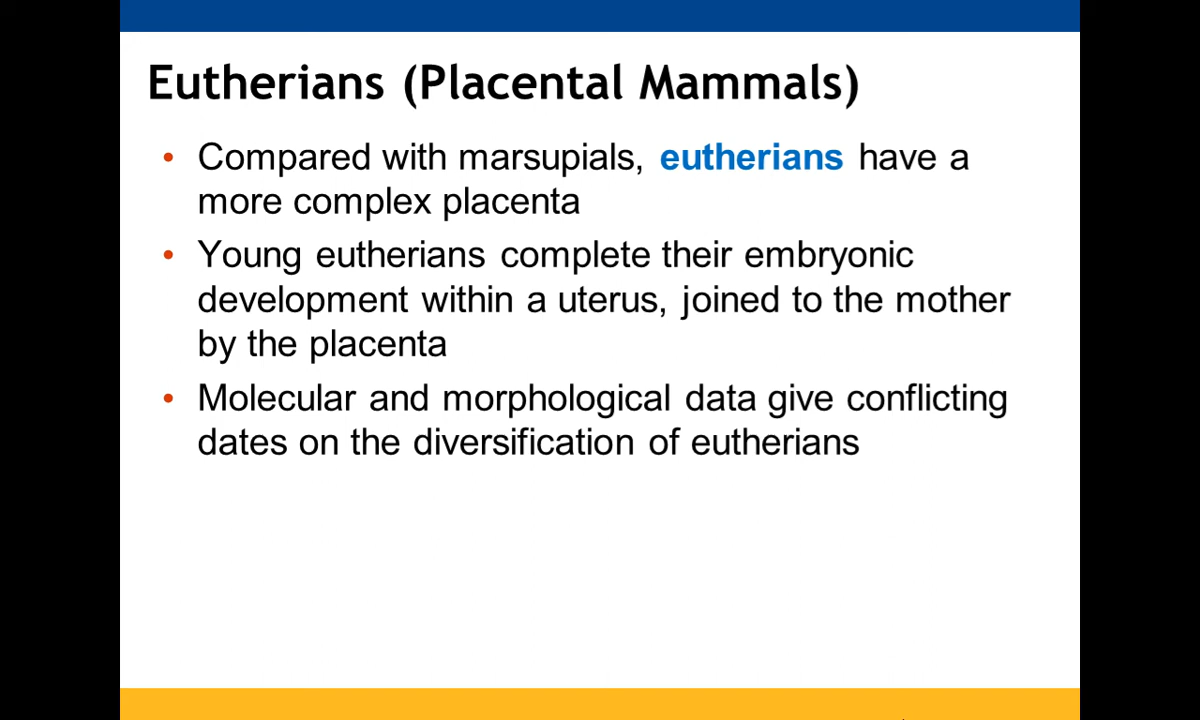 Eutherians (Placental Mammals)
• Compared with marsupials, eutherians have a
more complex placenta
• Young eutherians complete their embryonic
development within a uterus, joined to the mother
by the placenta
• Molecular and morphological data give conflicting
dates on the diversification of eutherians